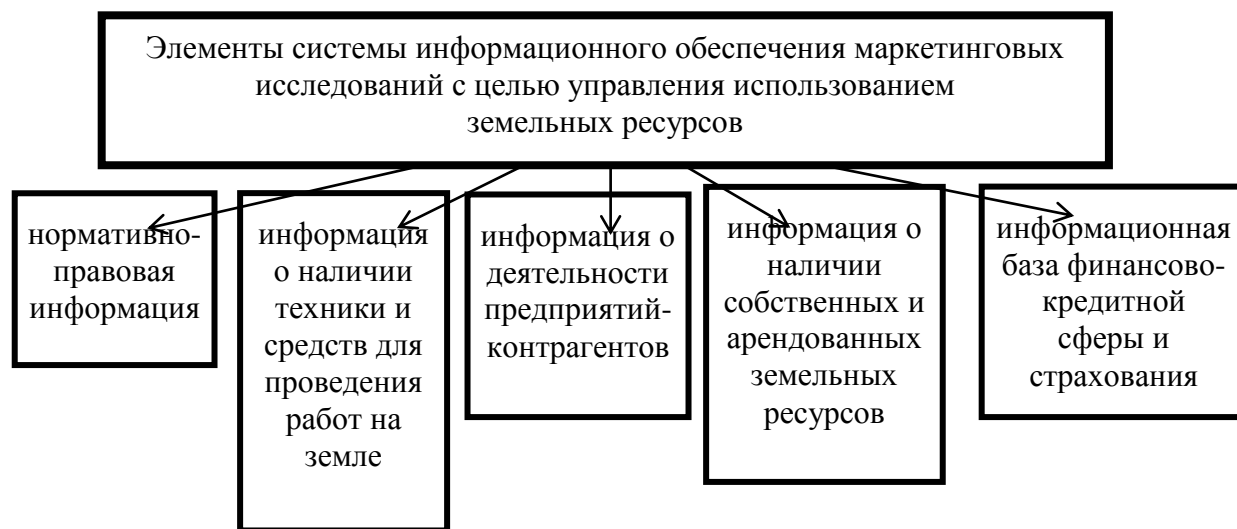 Элементы системы информационного обеспечения маркетинговых
исследований с целью управления использованием
земельных ресурсов
нормативно-
правовая
информация
информация
о наличии
техники и
средств для
проведения
работ на
земле
информация о
деятельности
предприятий-
контрагентов
информация о
наличии
собственных и
арендованных
земельных
ресурсов
информационная
база финансово-
кредитной
сферы и
страхования